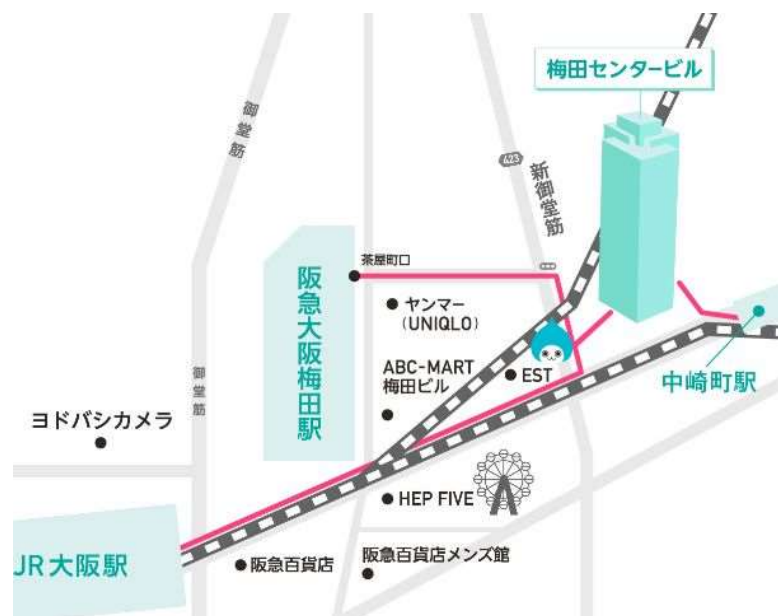 梅田センタービル
御堂筋
423
新御堂筋
茶屋町口
阪急大阪梅田駅
ヤンマー
(UNIQLO)
ABC-MART
梅田ビル
EST
中崎町駅
御堂筋
ヨドバシカメラ
HEP FIVE
JR大阪駅
阪急百貨店
阪急百貨店メンズ館